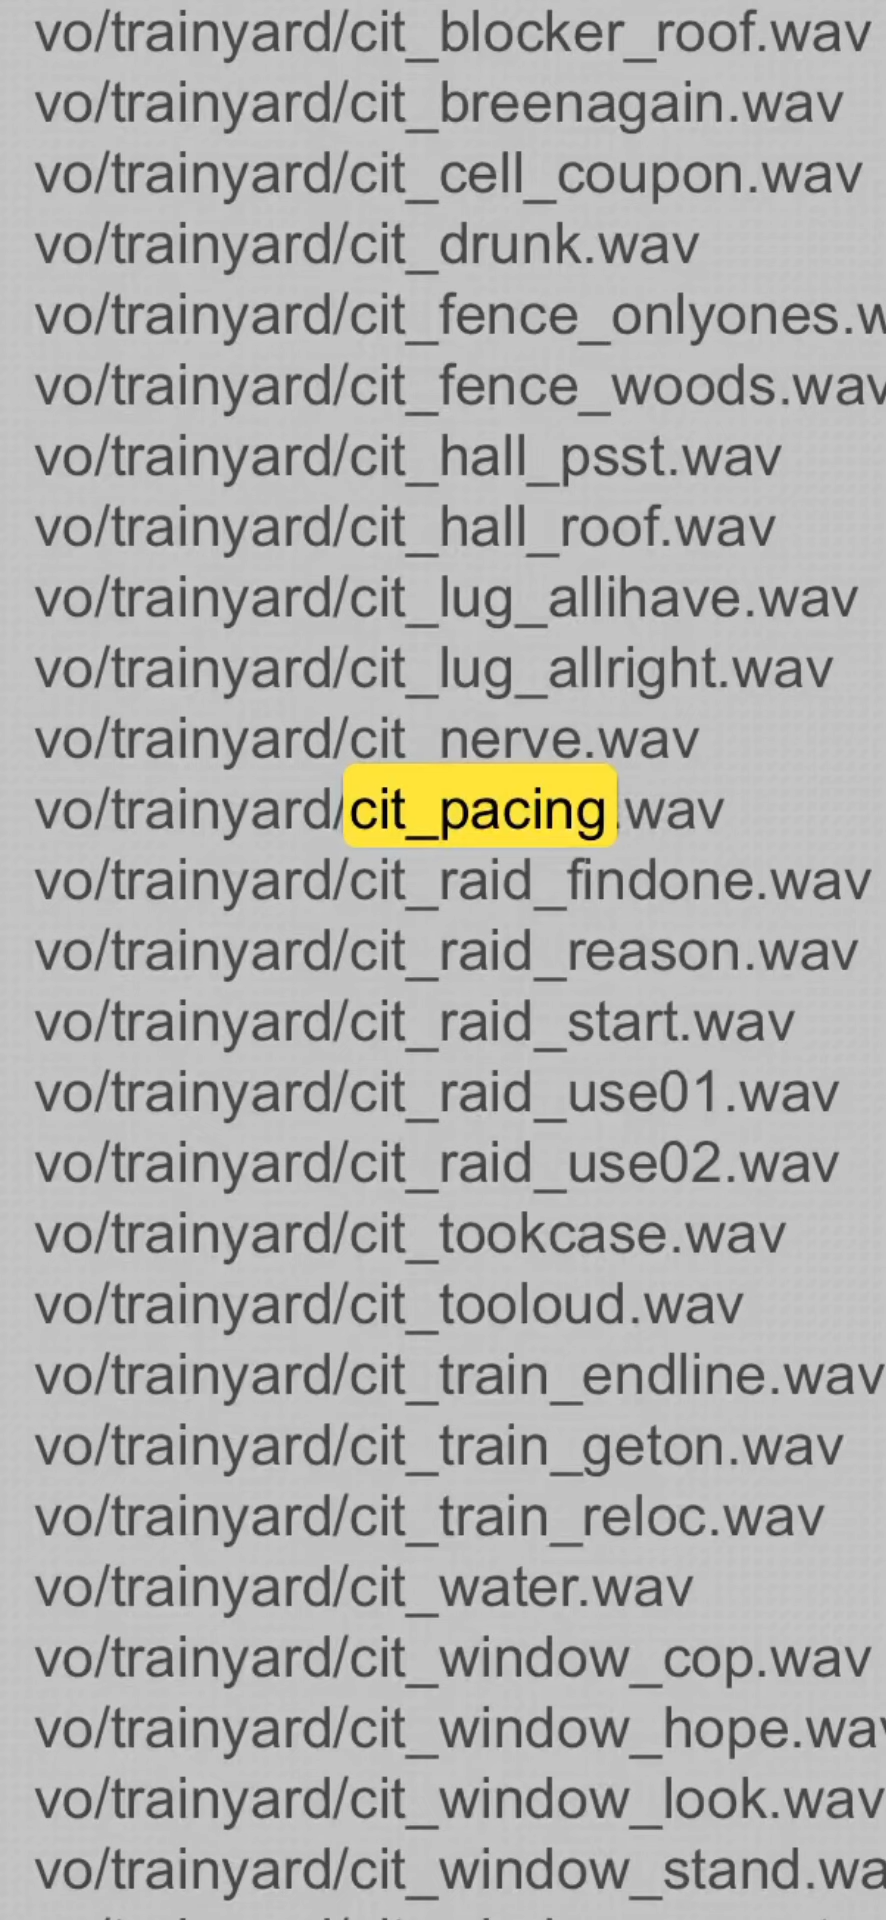 vo/trainyard/cit_blocker_roof.wav
vo/trainyard/cit_breenagain.wav
vo/trainyard/cit_cell_coupon.wav
vo/trainyard/cit_drunk.wav
vo/trainyard/cit_fence_onlyones.w
vo/trainyard/cit_fence_woods.wav
vo/trainyard/cit_hall_psst.wav
vo/trainyard/cit_hall_roof.wav
vo/trainyard/cit_lug_allihave.wav
vo/trainyard/cit_lug_allright.wav
vo/trainyard/cit_nerve.wav
vo/trainyard/cit_pacing.wav
vo/trainyard/cit_raid_findone.wav
vo/trainyard/cit_raid_reason.wav
vo/trainyard/cit_raid_start.wav
vo/trainyard/cit_raid_use01.wav
vo/trainyard/cit_raid_use02.wav
vo/trainyard/cit_tookcase.wav
vo/trainyard/cit_tooloud.wav
vo/trainyard/cit_train_endline.wav
vo/trainyard/cit_train_geton.wav
vo/trainyard/cit_train_reloc.wav
vo/trainyard/cit_water.wav
vo/trainyard/cit_window_cop.wav
vo/trainyard/cit_window_hope.wav
vo/trainyard/cit_window_look.wav
vo/trainyard/cit_window_stand.wa